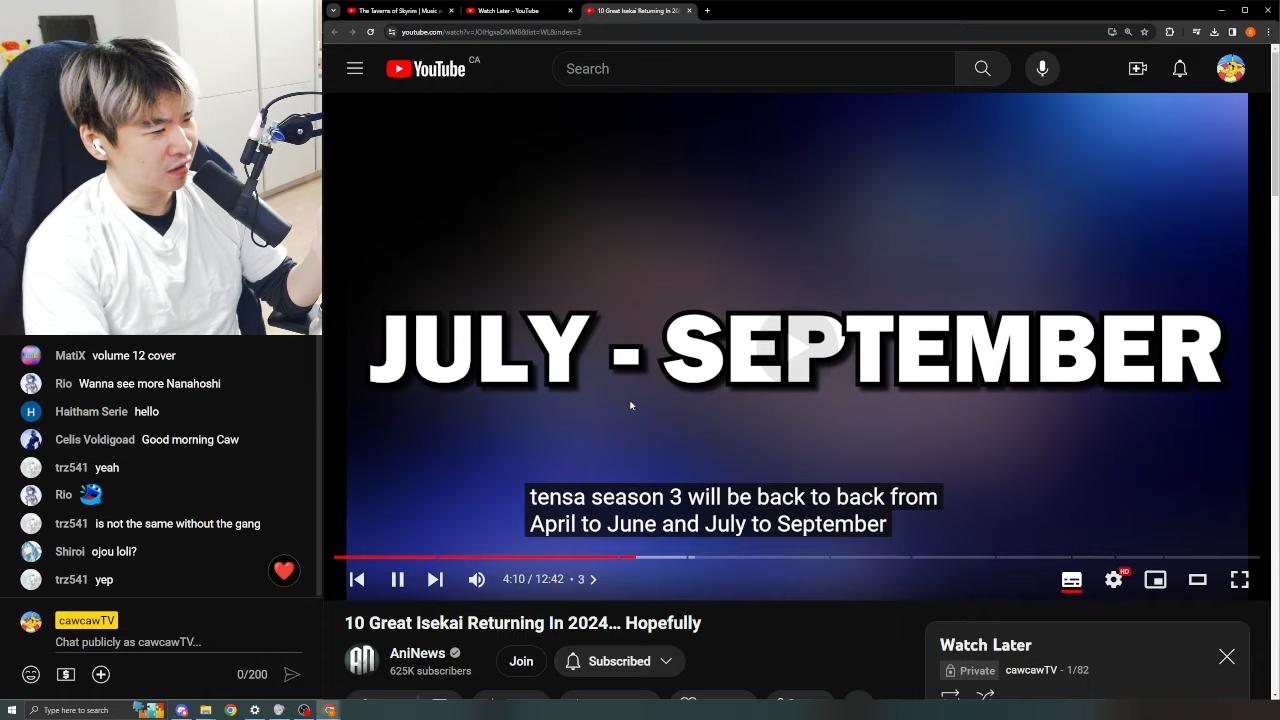 The Taverns of Skyrim | Music &
Watch Later - YouTube
10 Great Isekai Returning In 202
youtube.com/watch?v=JOIHgxaDMM8&list=WL&index=2
YouTube CA
Search
JULY - SEPTEMBER
tensa season 3 will be back to back from
April to June and July to September
4:10 / 12:42 • 3
HD
10 Great Isekai Returning In 2024... Hopefully
AniNews
625K subscribers
Join
Subscribed
Watch Later
Private
cawcawTV - 1/82
MatiX volume 12 cover
Rio Wanna see more Nanahoshi
H
Haitham Serie hello
Celis Voldigoad Good morning Caw
trz541 yeah
Rio
trz541 is not the same without the gang
Shiroi ojou loli?
trz541 yep
cawcawTV
Chat publicly as cawcawTV...
0/200
Type here to search